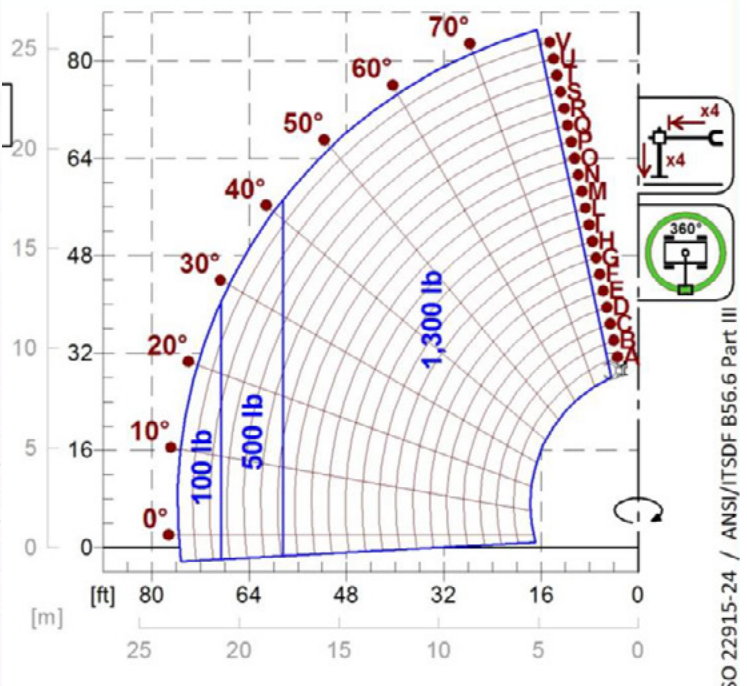 25
20
15
10
5
0
[m]
80
64
48
32
16
0
[ft]
70°
60°
50°
40°
30°
20°
10°
0°
V
U
T
S
R
Q
P
O
N
M
L
I
H
G
F
E
D
C
B
A
100 lb
500 lb
1,300 lb
x4
x4
360°
80 64 48 32 16 0
25 20 15 10 5 0
ISO 22915-24 / ANSI/ITSDF B56.6 Part III